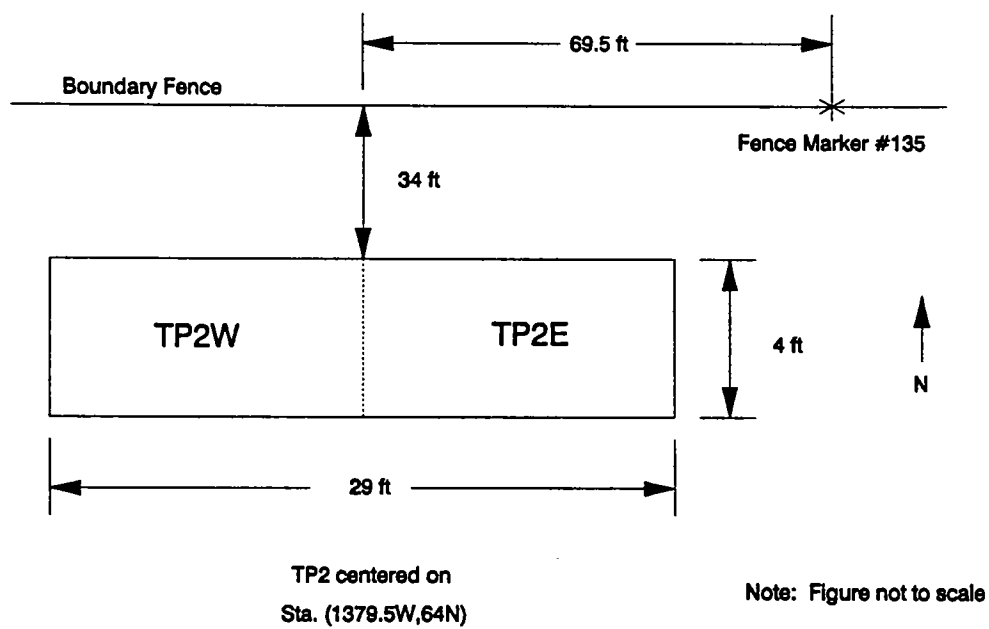 69.5 ft
Boundary Fence
Fence Marker #135
34 ft
TP2W
TP2E
4 ft
N
29 ft
TP2 centered on
Sta. (1379.5W,64N)
Note: Figure not to scale